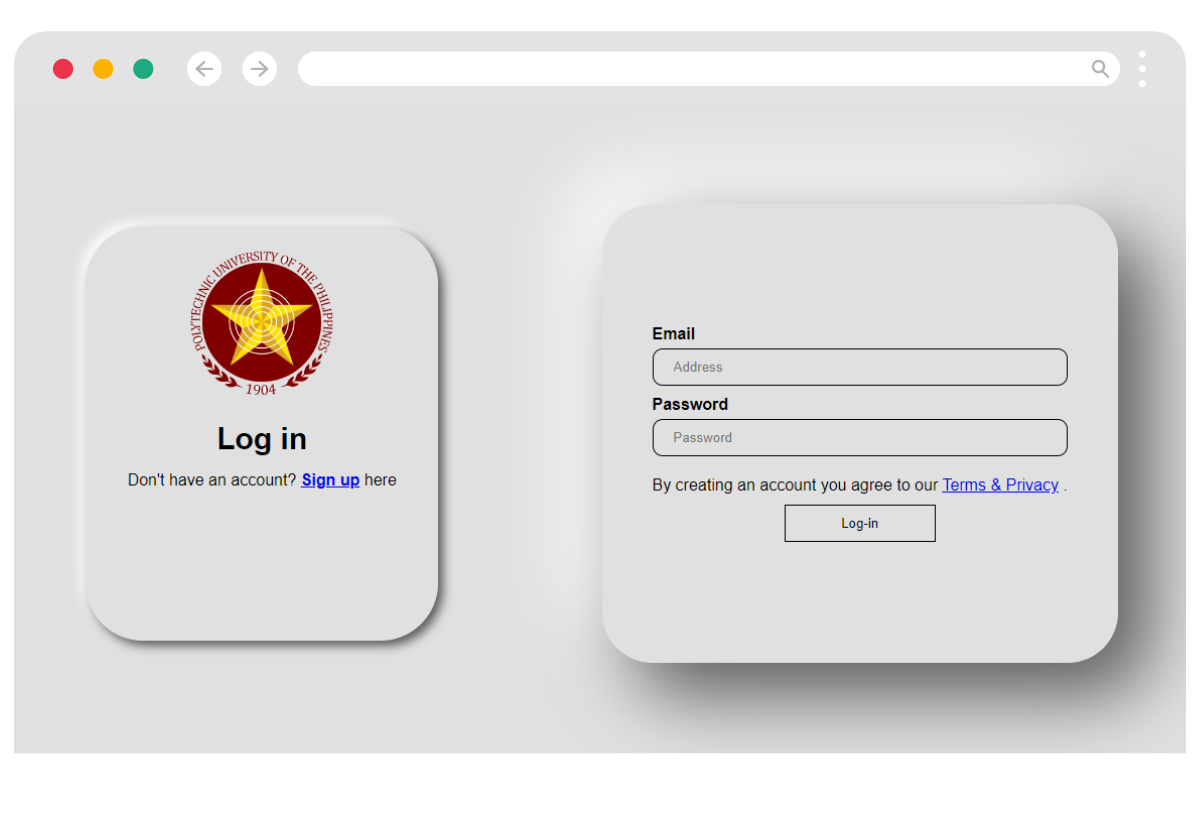 POLYTECHNIC UNIVERSITY OF THE PHILIPPINES
1904
Log in
Don't have an account? Sign up here
Email
Address
Password
Password
By creating an account you agree to our Terms & Privacy .
Log-in